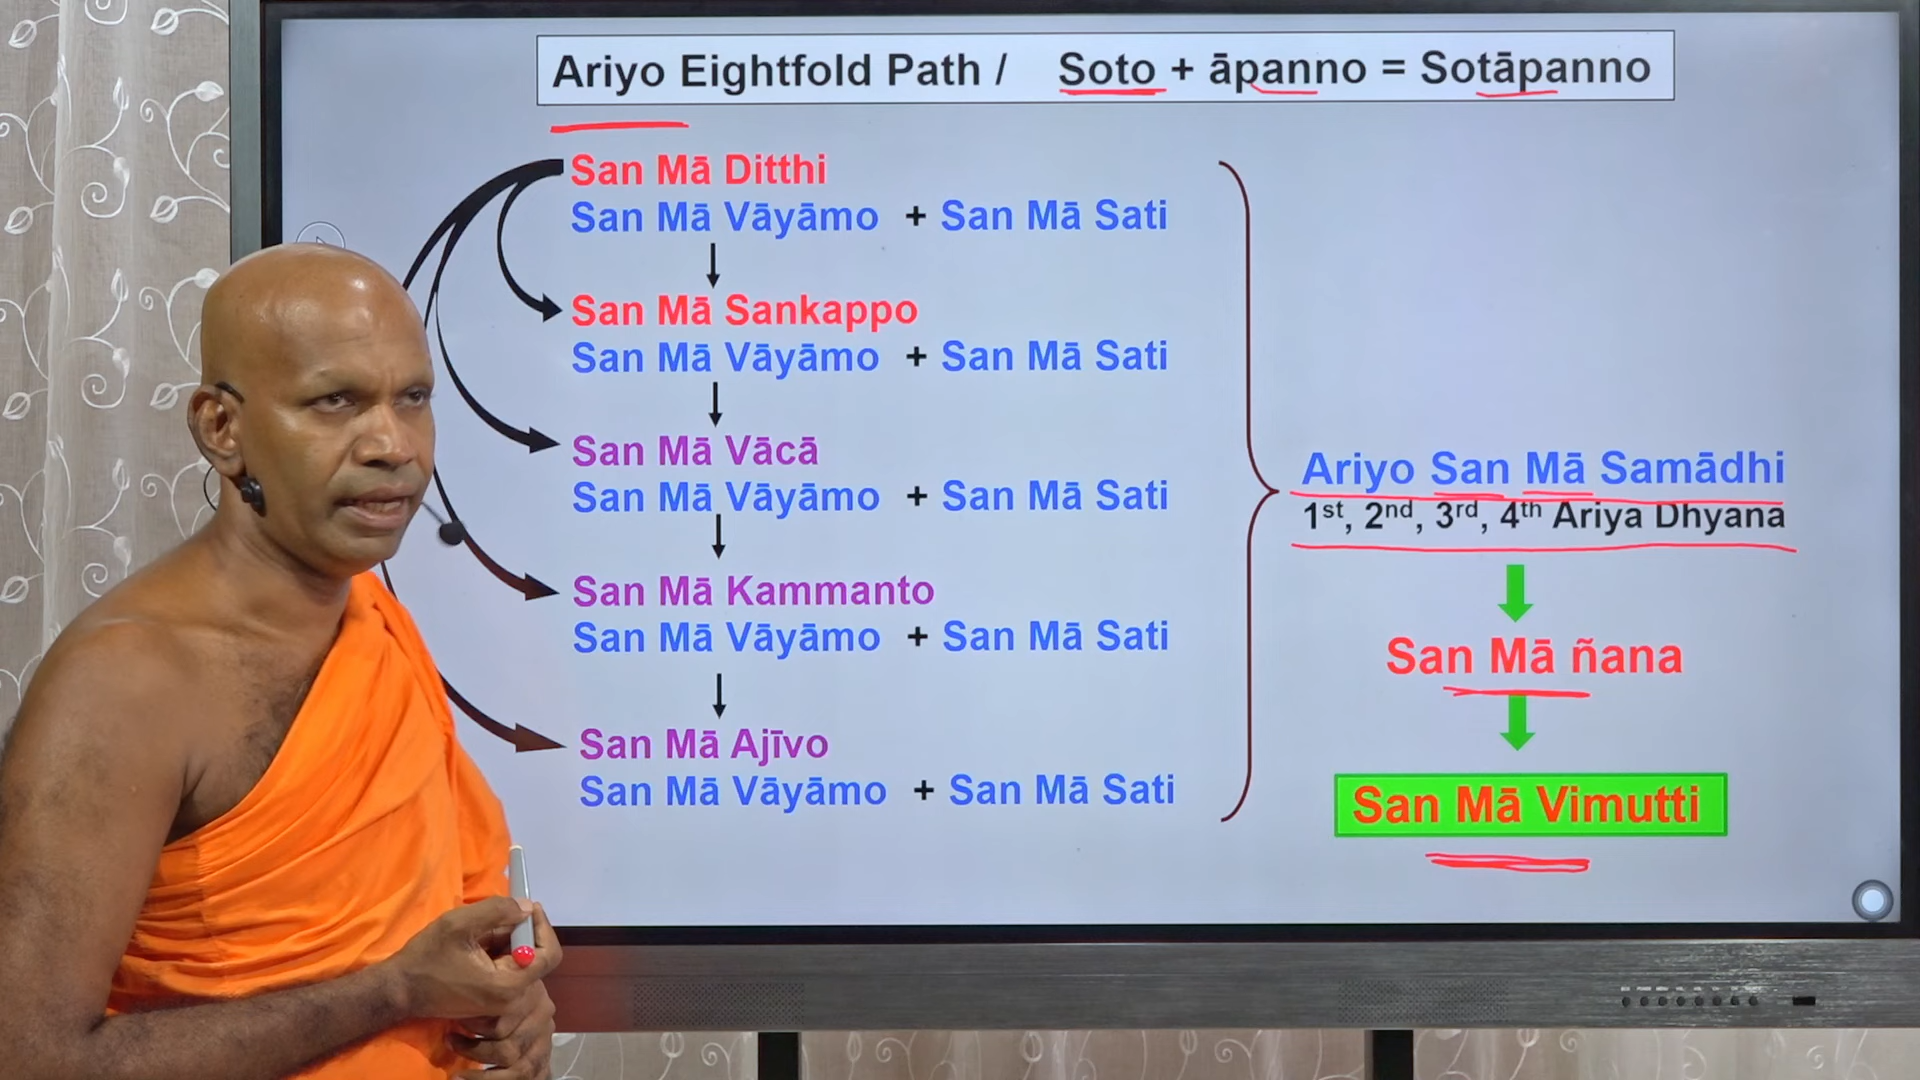 Ariyo Eightfold Path / Soto + āpanno = Sotāpanno
San Mā Ditthi
San Mā Vāyāmo + San Mā Sati
San Mā Sankappo
San Mā Vāyāmo + San Mā Sati
San Mā Vācā
San Mā Vāyāmo + San Mā Sati
San Mā Kammanto
San Mā Vāyāmo + San Mā Sati
San Mā Ajīvo
San Mā Vāyāmo + San Mā Sati
Ariyo San Mā Samādhi
1st, 2nd, 3rd, 4th Ariya Dhyana
San Mā ñana
San Mā Vimutti